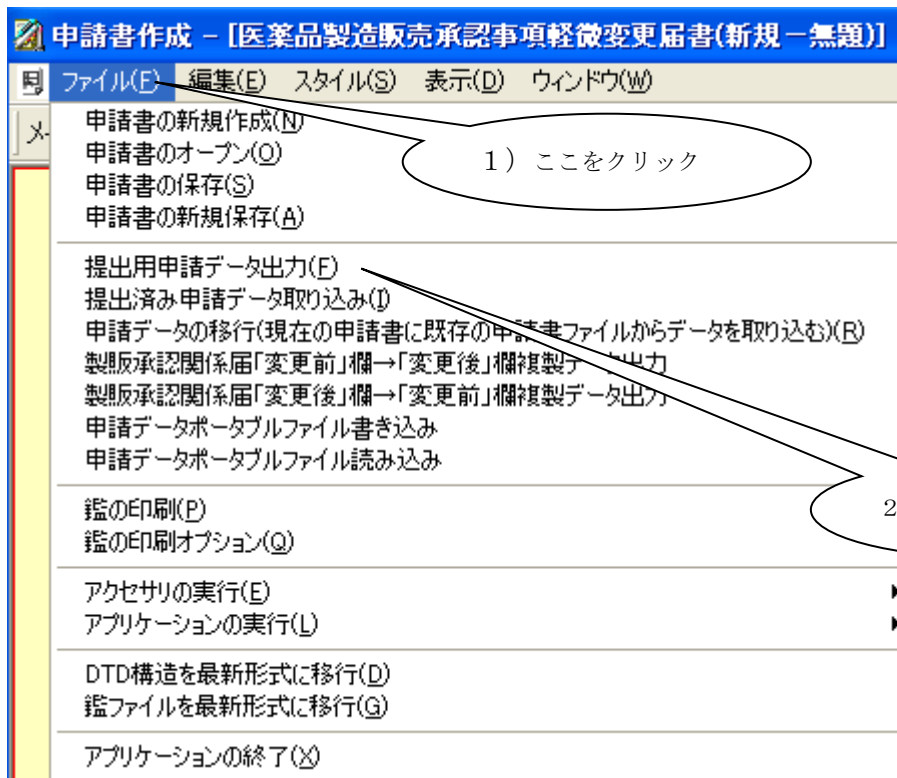 申請書作成 － [医薬品製造販売承認事項軽微変更届書(新規－無題)]
ファイル(F) 編集(E) スタイル(S) 表示(D) ウィンドウ(W)
メ
申請書の新規作成(N)
申請書のオープン(O)
申請書の保存(S)
申請書の新規保存(A)
1）ここをクリック
提出用申請データ出力(F)
提出済み申請データ取り込み(I)
申請データの移行(現在の申請書に既存の申請書ファイルからデータを取り込む)(R)
製販承認関係届「変更前」欄→「変更後」欄複製データ出力
製販承認関係届「変更後」欄→「変更前」欄複製データ出力
申請データポータブルファイル書き込み
申請データポータブルファイル読み込み
2
鑑の印刷(P)
鑑の印刷オプション(Q)
アクセサリの実行(E)
アプリケーションの実行(L)
DTD構造を最新形式に移行(D)
鑑ファイルを最新形式に移行(G)
アプリケーションの終了(X)